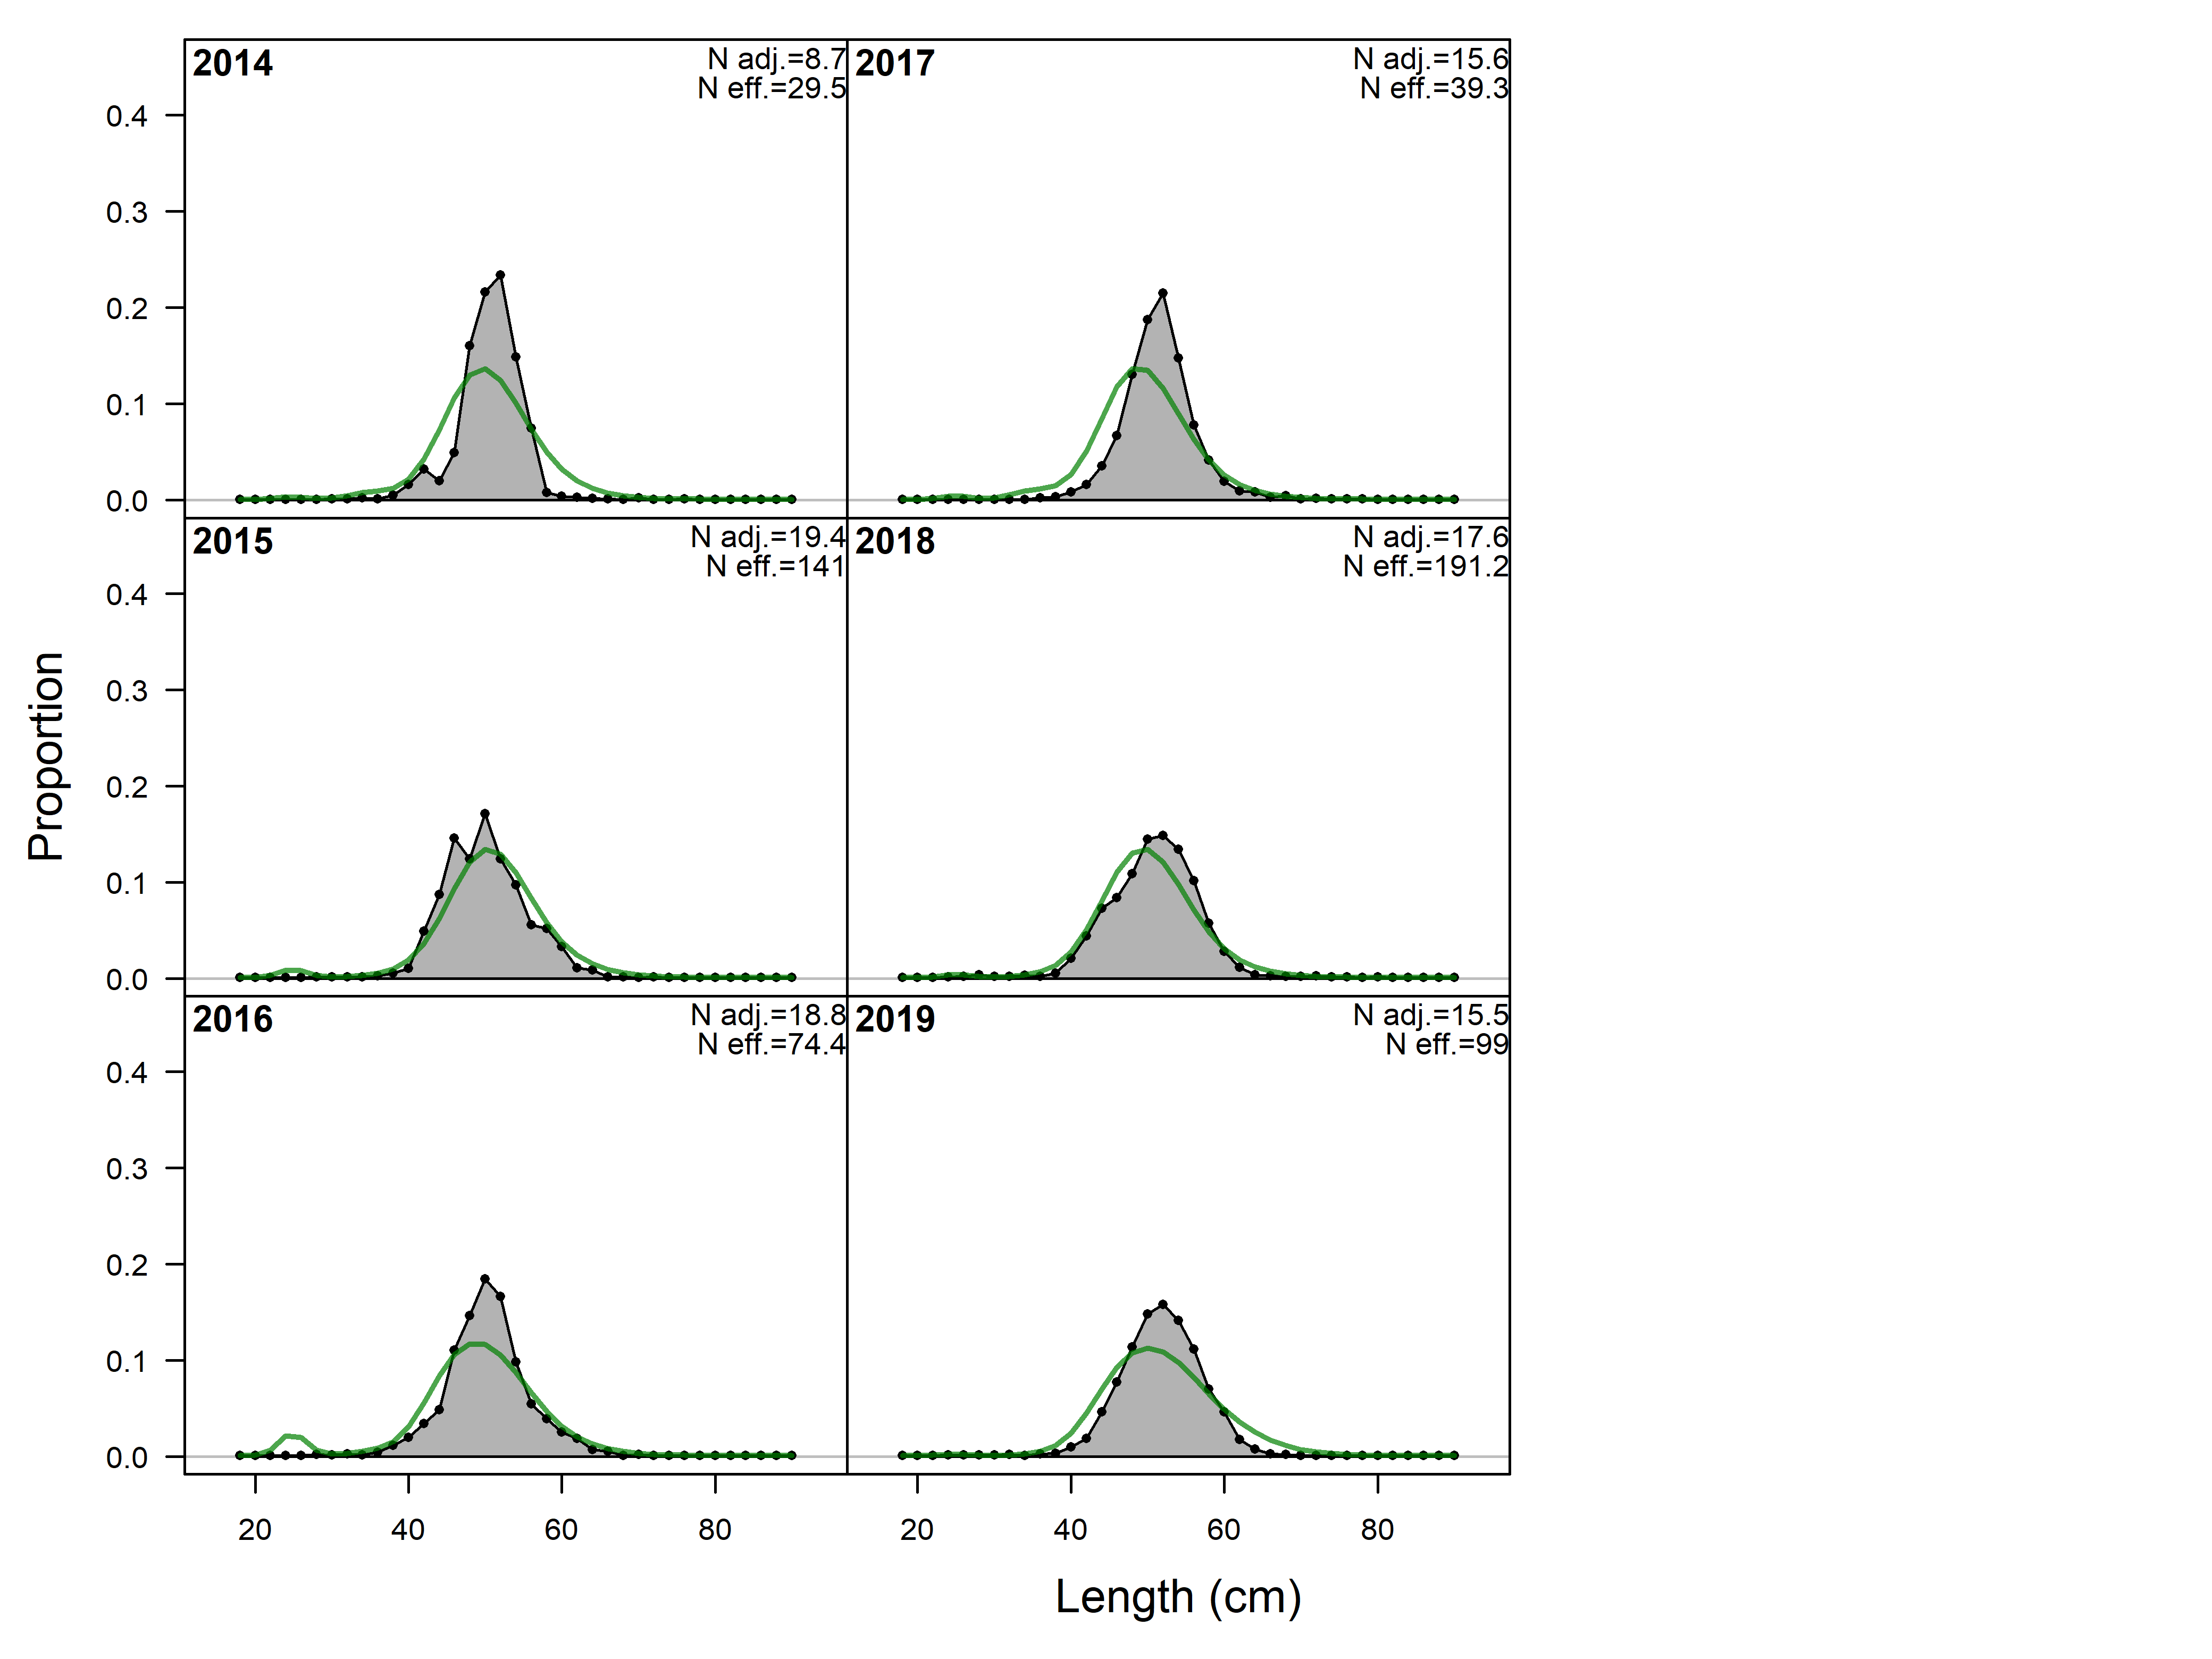 2014
N adj.=8.7
N eff.=29.5
2017
N adj.=15.6
N eff.=39.3
0.4
0.3
0.2
0.1
0.0
2015
N adj.=19.4
N eff.=141
2018
N adj.=17.6
N eff.=191.2
0.4
0.3
0.2
0.1
0.0
2016
N adj.=18.8
N eff.=74.4
2019
N adj.=15.5
N eff.=99
0.4
0.3
0.2
0.1
0.0
Proportion
20 40 60 80 20 40 60 80
Length (cm)